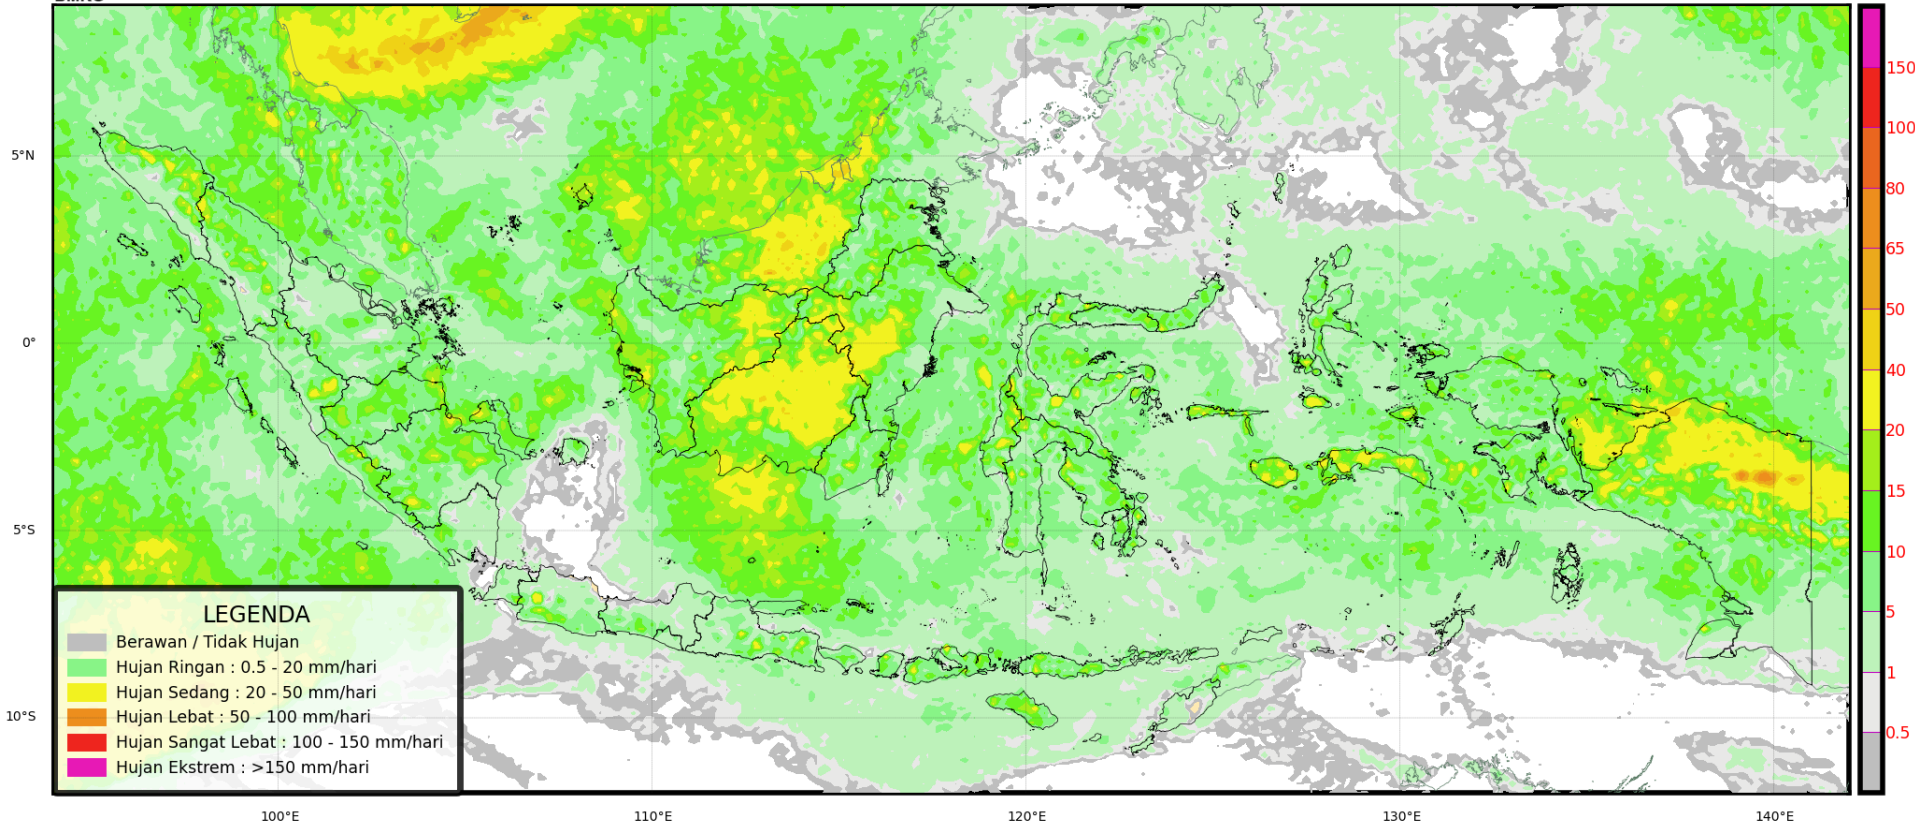 5°N
0°
5°S
10°S
LEGENDA
Berawan / Tidak Hujan
Hujan Ringan : 0.5 - 20 mm/hari
Hujan Sedang : 20 - 50 mm/hari
Hujan Lebat : 50 - 100 mm/hari
Hujan Sangat Lebat : 100 - 150 mm/hari
Hujan Ekstrem : >150 mm/hari
100°E
110°E
120°E
130°E
140°E
150
100
80
65
50
40
20
15
10
5
1
0.5